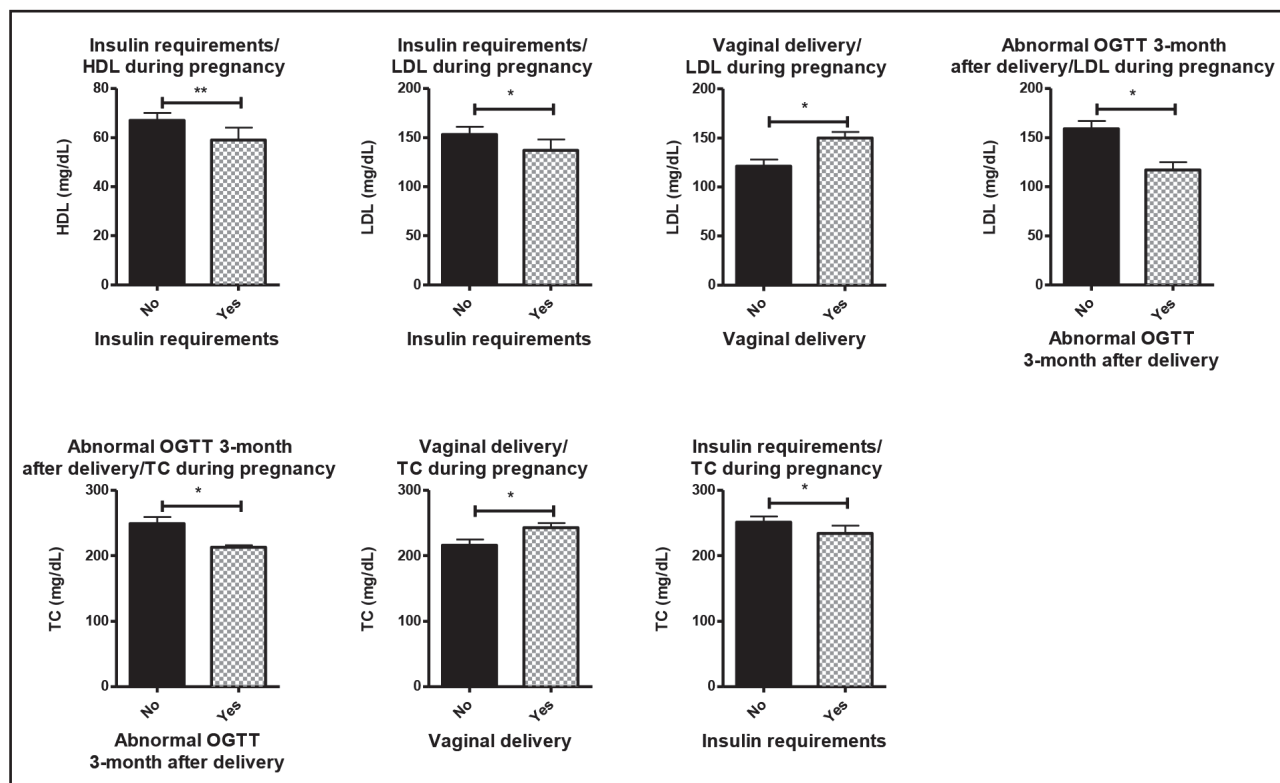 Insulin requirements/
HDL during pregnancy
**
80
60
40
20
0
HDL (mg/dL)
No
Yes
Insulin requirements
Insulin requirements/
LDL during pregnancy
*
200
150
100
50
0
LDL (mg/dL)
No
Yes
Insulin requirements
Vaginal delivery/
LDL during pregnancy
*
200
150
100
50
0
LDL (mg/dL)
No
Yes
Vaginal delivery
Abnormal OGTT 3-month
after delivery/LDL during pregnancy
*
200
150
100
50
0
LDL (mg/dL)
No
Yes
Abnormal OGTT
3-month after delivery
Abnormal OGTT 3-month
after delivery/TC during pregnancy
*
300
200
100
0
TC (mg/dL)
No
Yes
Abnormal OGTT
3-month after delivery
Vaginal delivery/
TC during pregnancy
*
300
200
100
0
TC (mg/dL)
No
Yes
Vaginal delivery
Insulin requirements/
TC during pregnancy
*
300
200
100
0
TC (mg/dL)
No
Yes
Insulin requirements